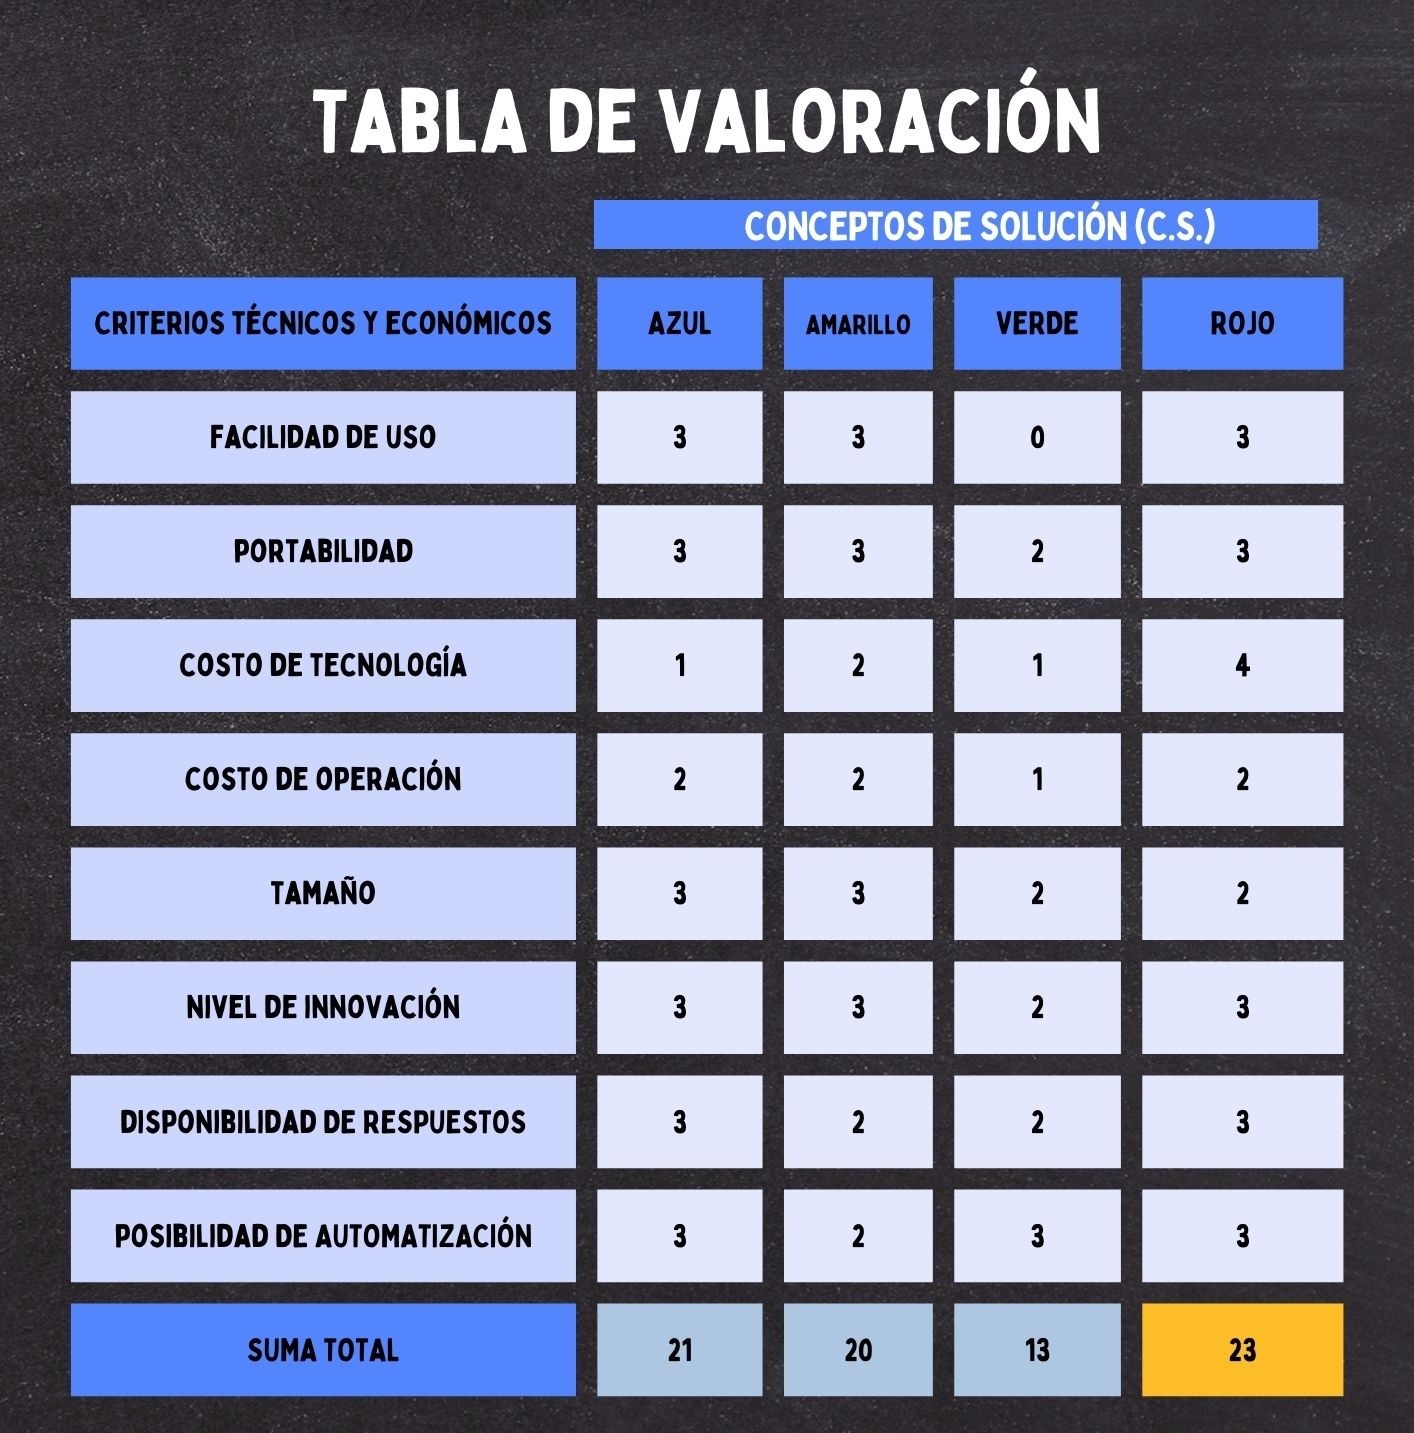 TABLA DE VALORACIÓN
CONCEPTOS DE SOLUCIÓN (C.S.)
CRITERIOS TÉCNICOS Y ECONÓMICOS AZUL AMARILLO VERDE ROJO
FACILIDAD DE USO 3 3 0 3
PORTABILIDAD 3 3 2 3
COSTO DE TECNOLOGÍA 1 2 1 4
COSTO DE OPERACIÓN 2 2 1 2
TAMAÑO 3 3 2 2
NIVEL DE INNOVACIÓN 3 3 2 3
DISPONIBILIDAD DE RESPUESTOS 3 2 2 3
POSIBILIDAD DE AUTOMATIZACIÓN 3 2 3 3
SUMA TOTAL 21 20 13 23